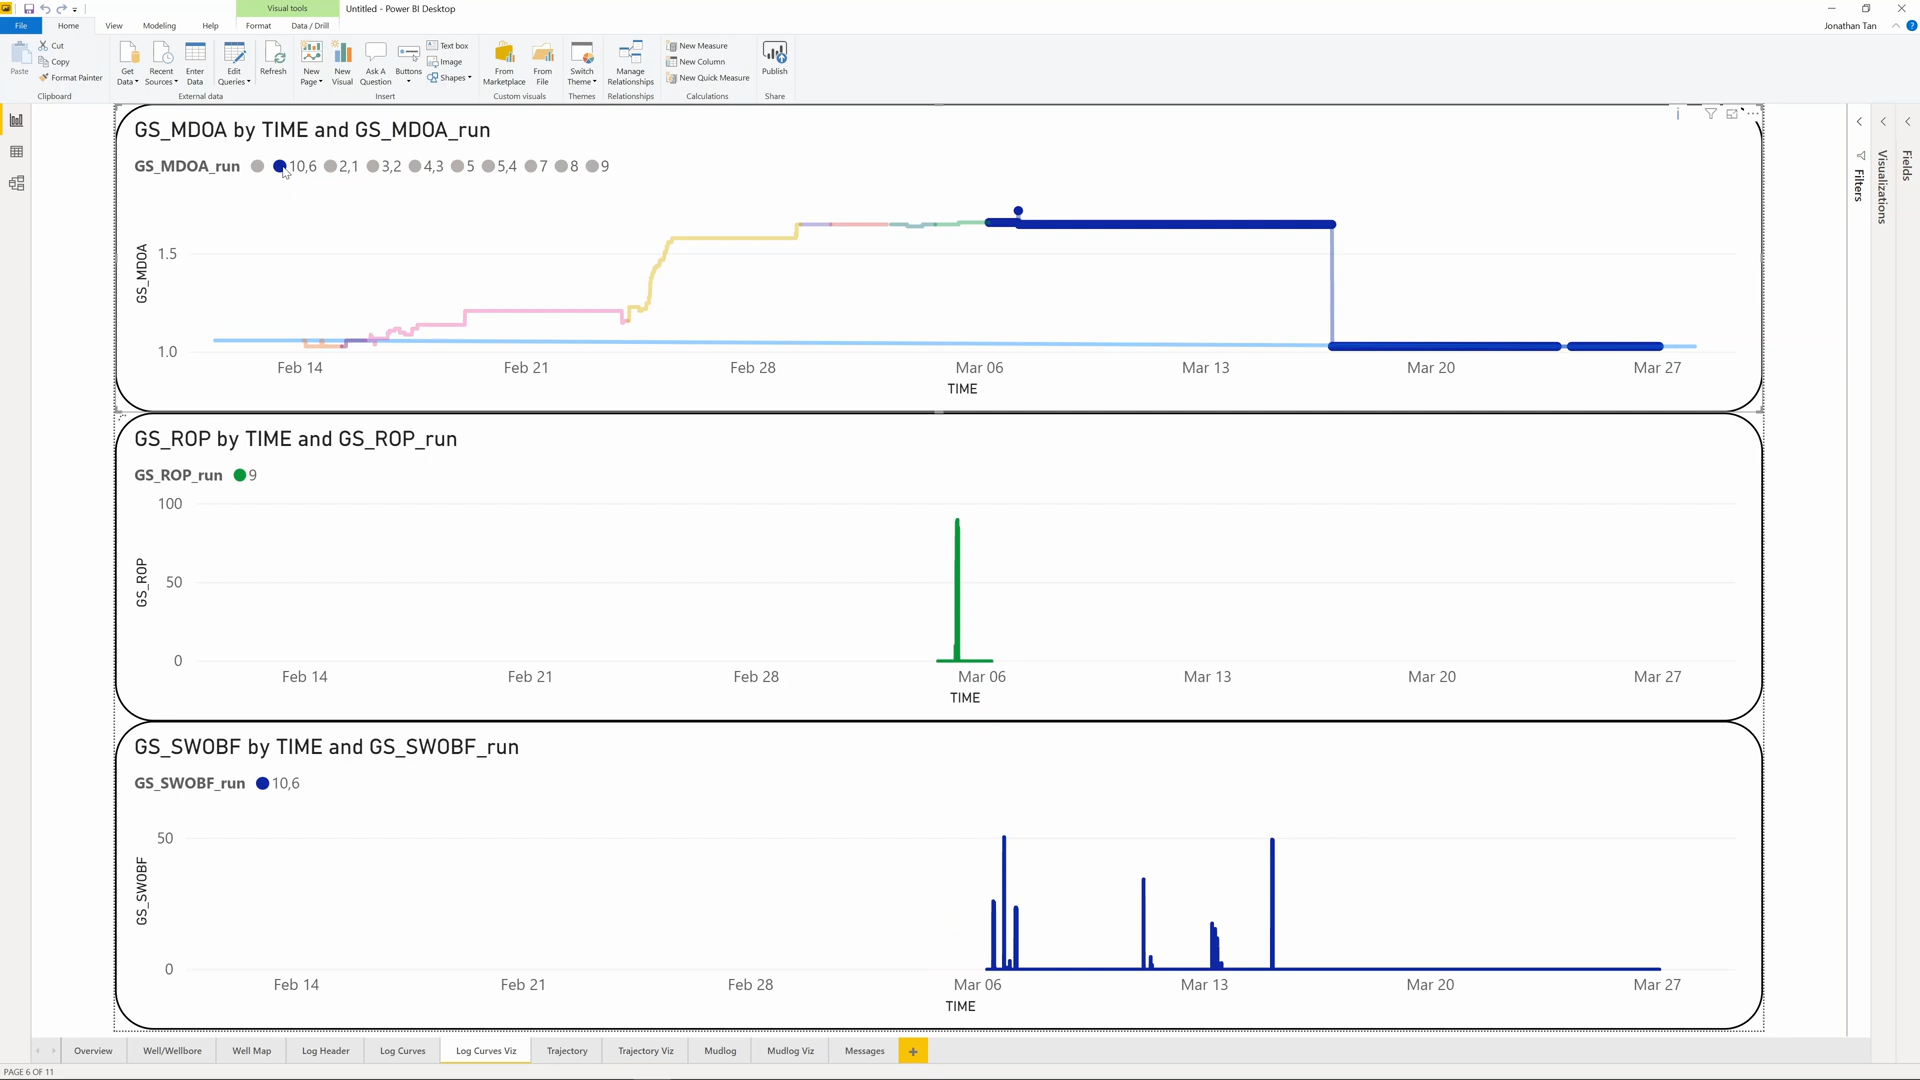 Visual tools
Untitled - Power BI Desktop
File
Home
View
Modeling
Help
Format
Data / Drill
Jonathan Tan
?
Paste
Cut
Copy
Format Painter
Clipboard
Get Data
Recent Sources
Enter Data
Edit Queries
Refresh
External data
New Page
New Visual
Ask A Question
Buttons
Text box
Image
Shapes
Insert
From Marketplace
From File
Custom visuals
Switch Theme
Themes
Manage Relationships
Relationships
New Measure
New Column
New Quick Measure
Calculations
Publish
Share
GS_MDOA by TIME and GS_MDOA_run
GS_MDOA_run 10,6 2,1 3,2 4,3 5 5,4 7 8 9
GS_MDOA
1.5
1.0
Feb 14 Feb 21 Feb 28 Mar 06 Mar 13 Mar 20 Mar 27
TIME
GS_ROP by TIME and GS_ROP_run
GS_ROP_run 9
GS_ROP
100
50
0
Feb 14 Feb 21 Feb 28 Mar 06 Mar 13 Mar 20 Mar 27
TIME
GS_SWOBF by TIME and GS_SWOBF_run
GS_SWOBF_run 10,6
GS_SWOBF
50
0
Feb 14 Feb 21 Feb 28 Mar 06 Mar 13 Mar 20 Mar 27
TIME
Filters
Visualizations
Fields
Overview
Well/Wellbore
Well Map
Log Header
Log Curves
Log Curves Viz
Trajectory
Trajectory Viz
Mudlog
Mudlog Viz
Messages
+
PAGE 6 OF 11